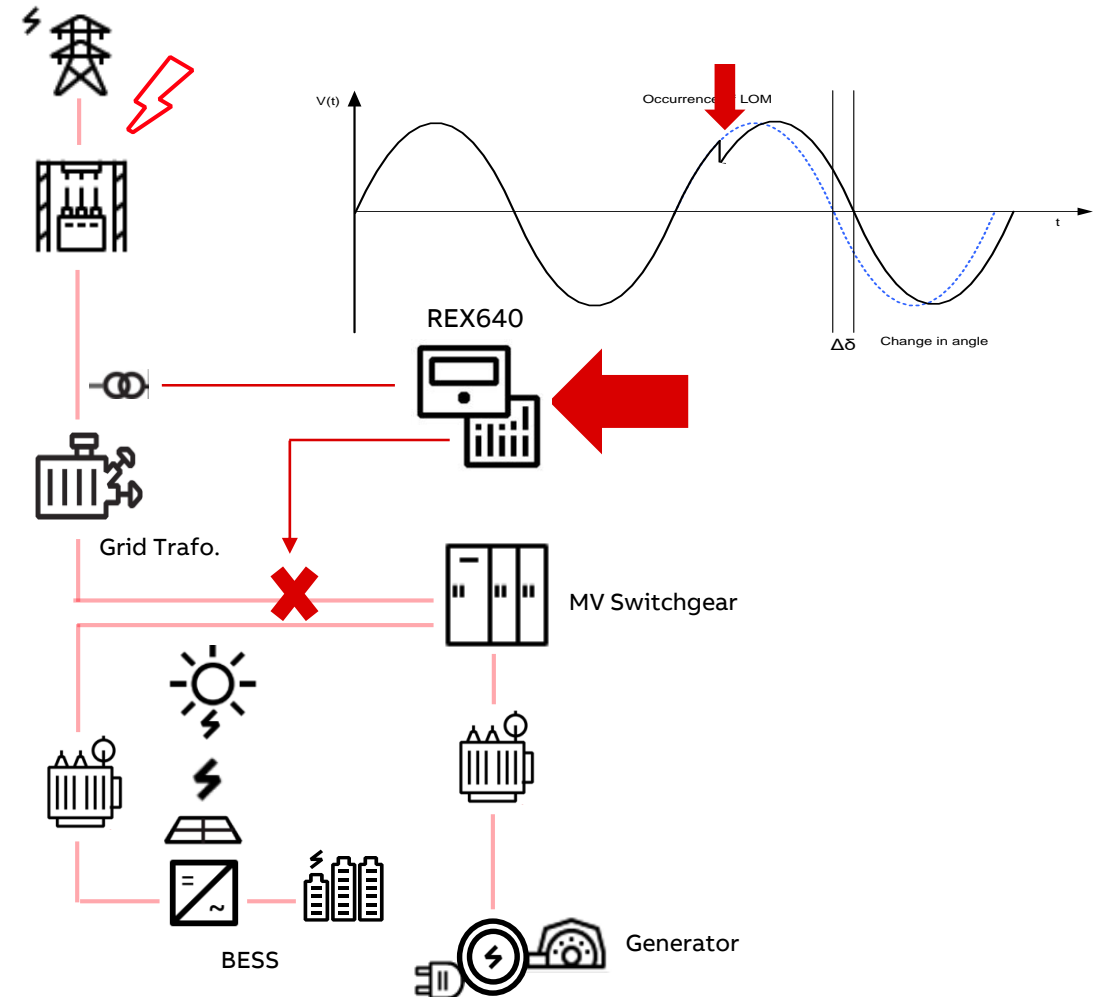 V(t)
Occurrence LOM
t
Δδ
Change in angle
REX640
Grid Trafo.
MV Switchgear
BESS
Generator